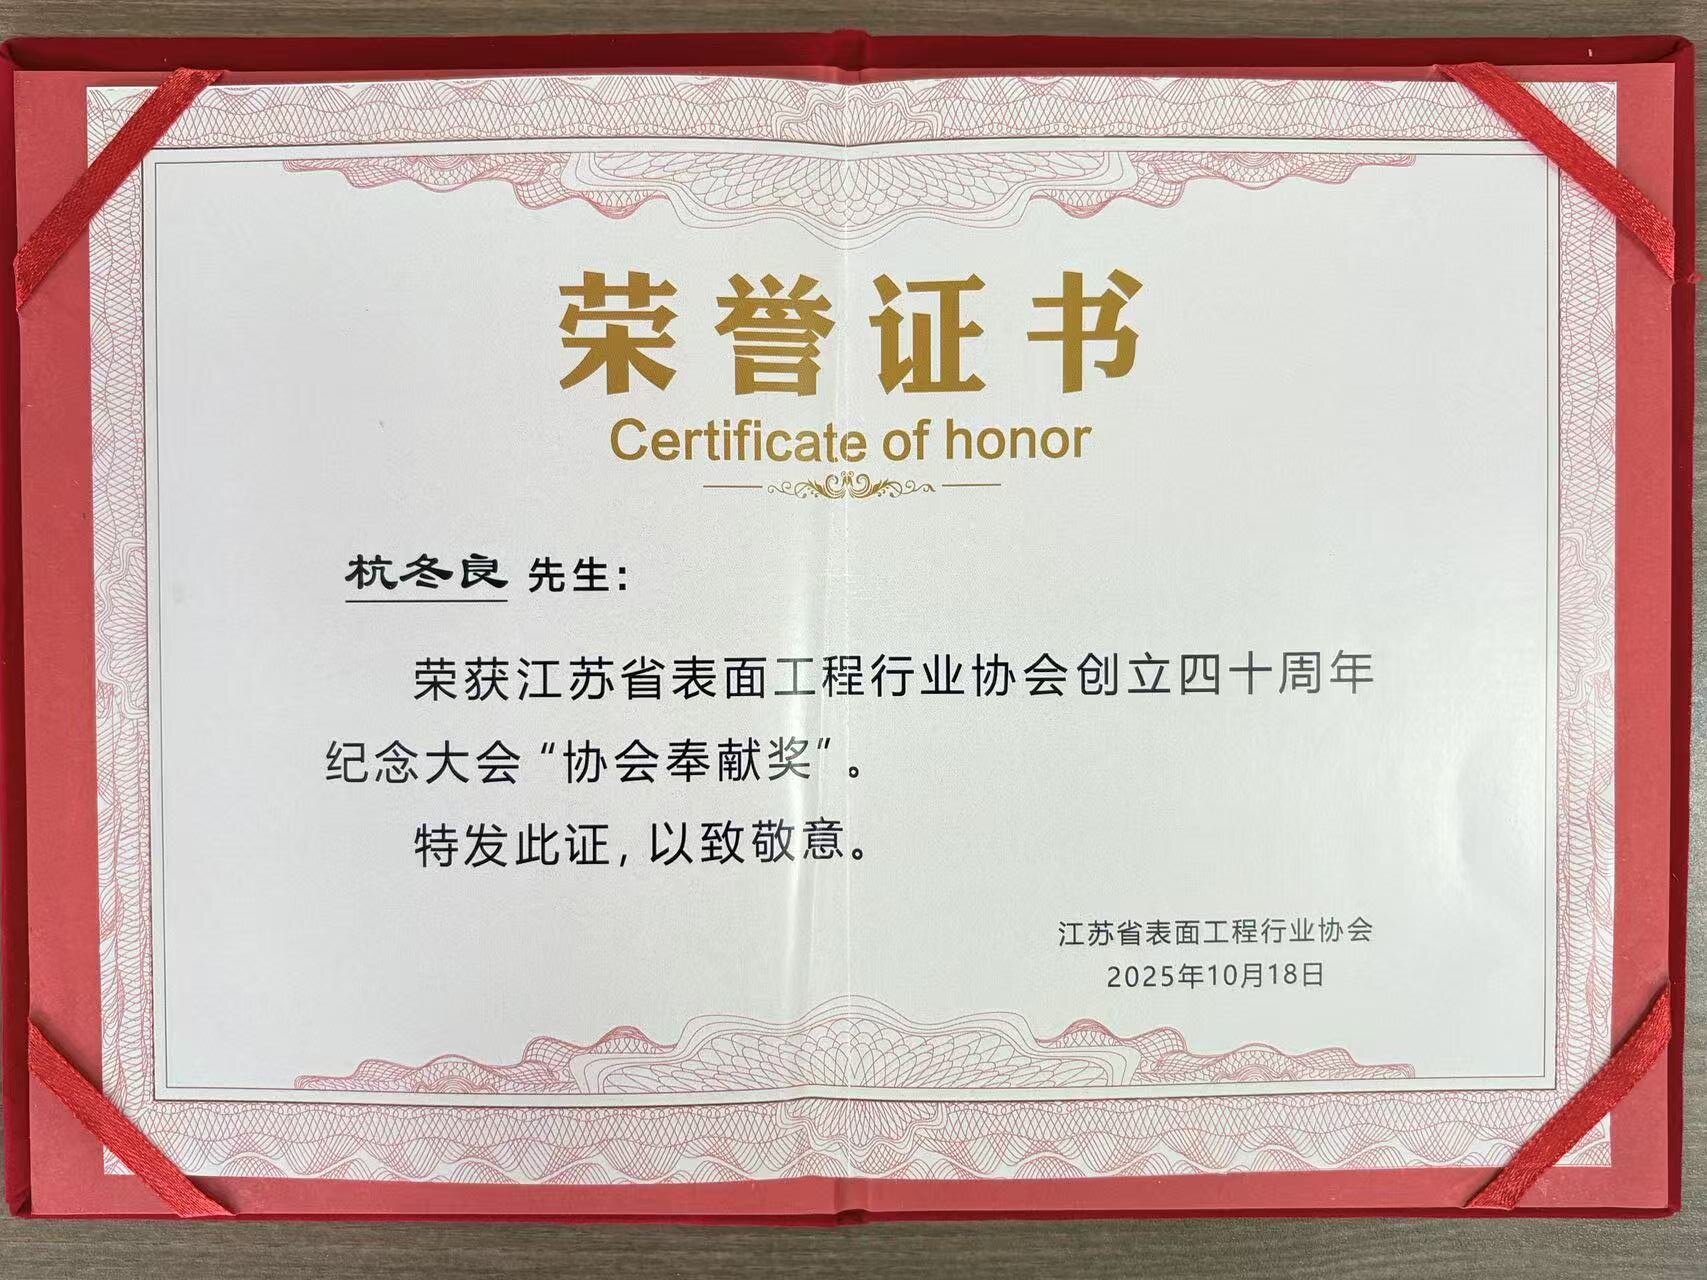 荣誉证书
Certificate of honor
杭冬良 先生：
荣获江苏省表面工程行业协会创立四十周年
纪念大会“协会奉献奖”。
特发此证，以致敬意。
江苏省表面工程行业协会
2025年10月18日